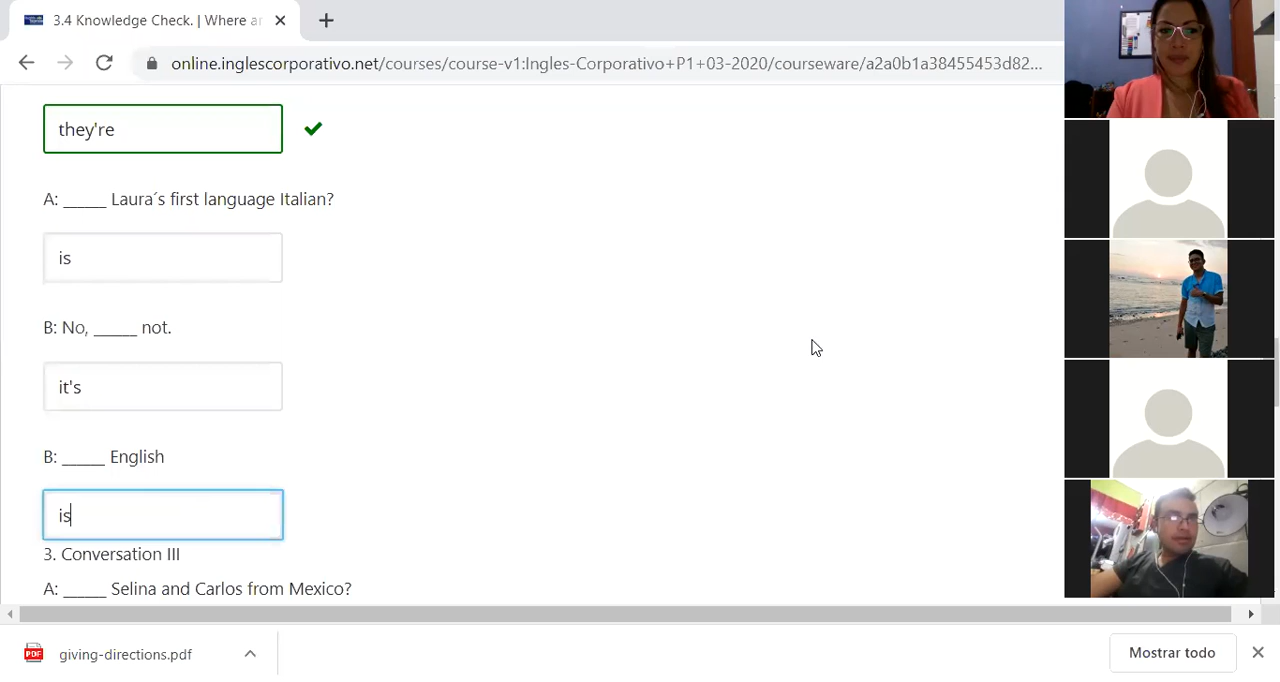 3.4 Knowledge Check. | Where ar
online.inglescorporativo.net/courses/course-v1:Ingles-Corporativo+P1+03-2020/courseware/a2a0b1a38455453d82...
they're
A: _____ Laura´s first language Italian?
is
B: No, _____ not.
it's
B: _____ English
is
3. Conversation III
A: _____ Selina and Carlos from Mexico?
giving-directions.pdf
Mostrar todo